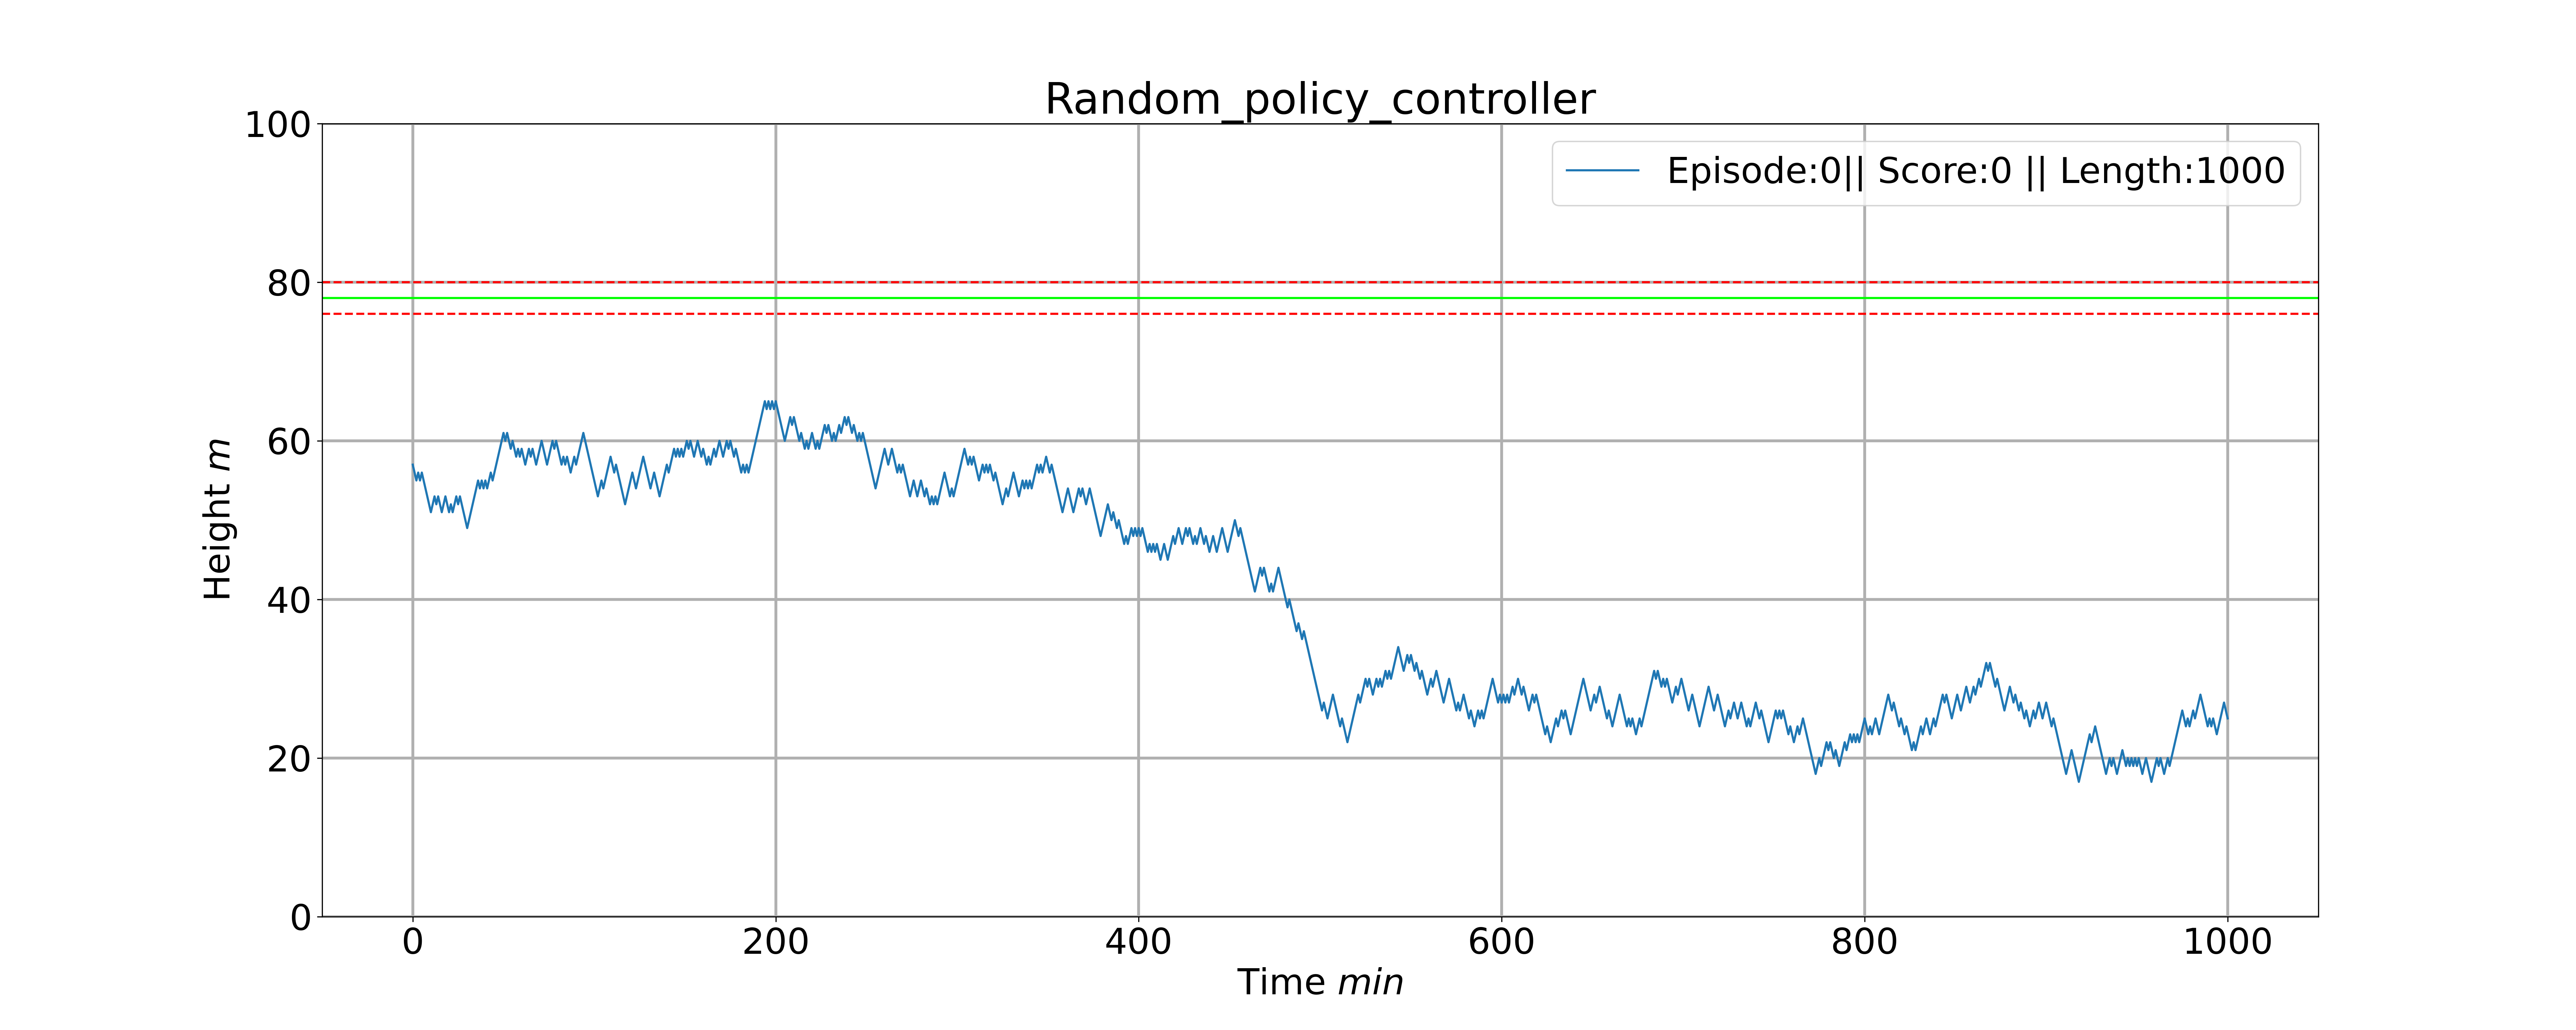 Random_policy_controller
Episode:0|| Score:0 || Length:1000
100
80
60
40
20
0
Height m
0 200 400 600 800 1000
Time min